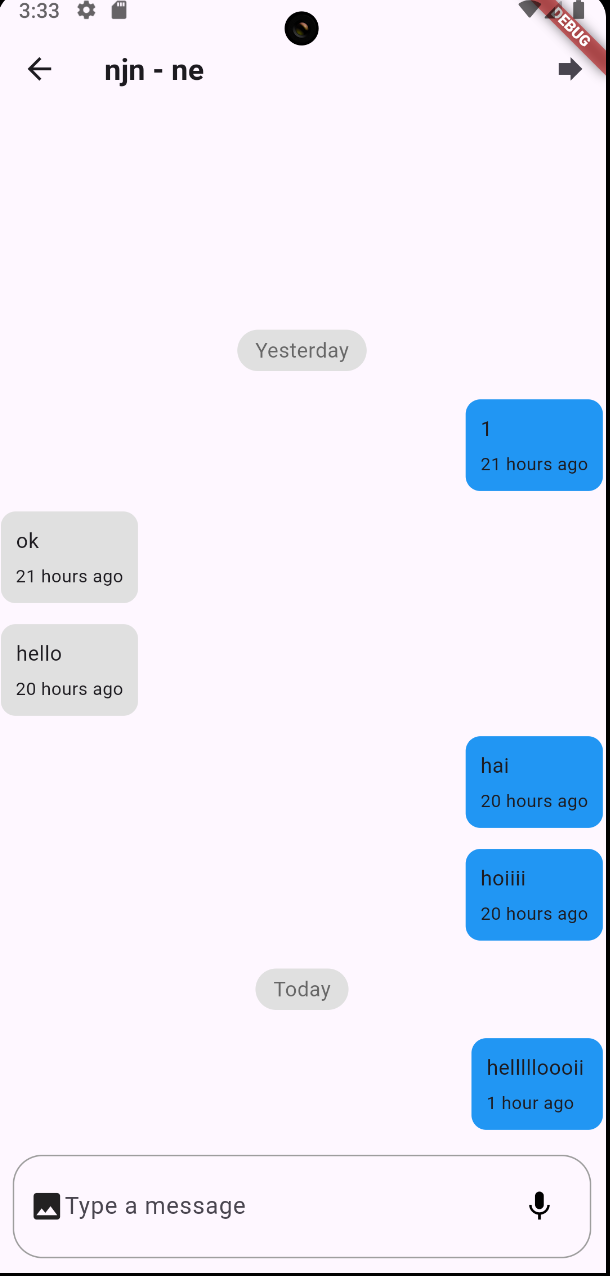 3:33
DEBUG
njn - ne
Yesterday
1
21 hours ago
ok
21 hours ago
hello
20 hours ago
hai
20 hours ago
hoiiii
20 hours ago
Today
helllllloooii
1 hour ago
Type a message